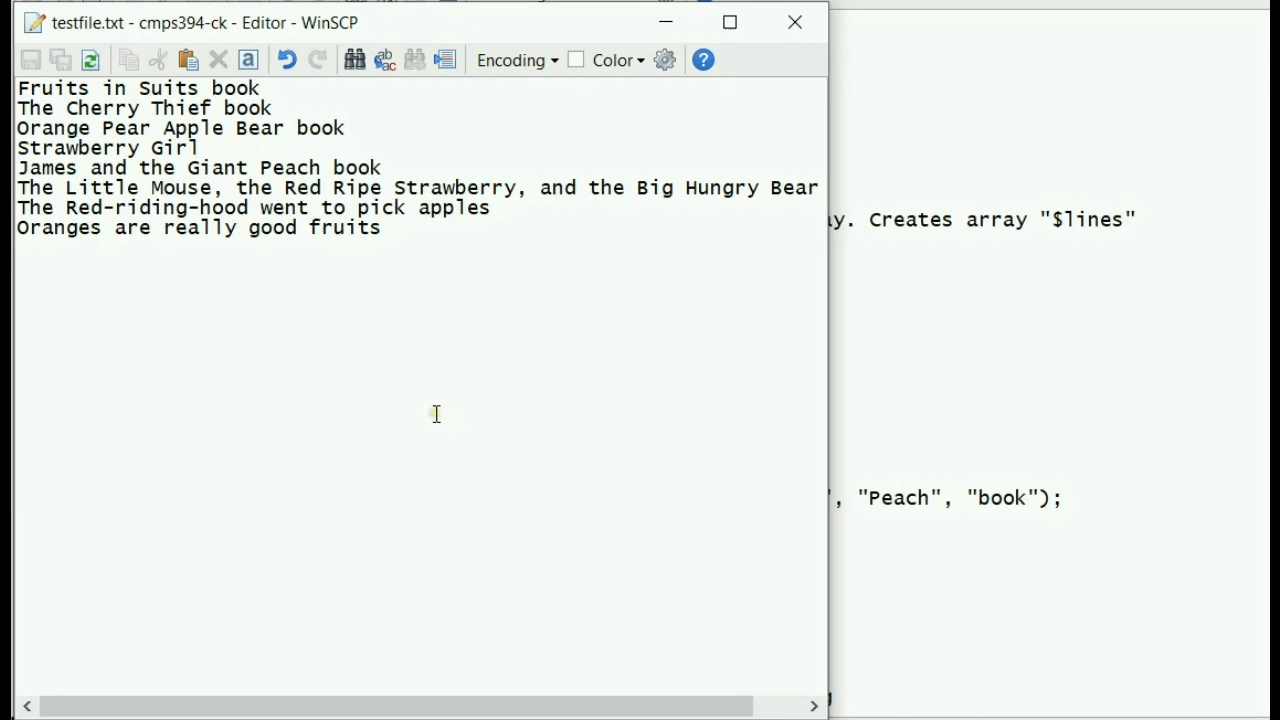 testfile.txt - cmps394-ck - Editor - WinSCP
Encoding Color
Fruits in Suits book
The Cherry Thief book
Orange Pear Apple Bear book
Strawberry Girl
James and the Giant Peach book
The Little Mouse, the Red Ripe Strawberry, and the Big Hungry Bear
The Red-riding-hood went to pick apples
Oranges are really good fruits
. Creates array "$lines"
, "Peach", "book");